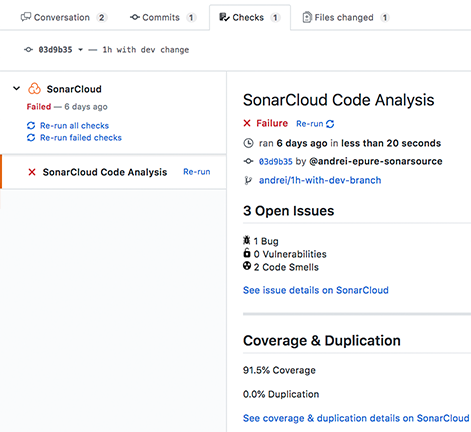 Conversation 2 Commits 1 Checks 1 Files changed 1
03d9b35 — 1h with dev change
SonarCloud
Failed — 6 days ago
Re-run all checks
Re-run failed checks
SonarCloud Code Analysis Re-run
SonarCloud Code Analysis
Failure Re-run
ran 6 days ago in less than 20 seconds
03d9b35 by @andrei-epure-sonarsource
andrei/1h-with-dev-branch
3 Open Issues
1 Bug
0 Vulnerabilities
2 Code Smells
See issue details on SonarCloud
Coverage & Duplication
91.5% Coverage
0.0% Duplication
See coverage & duplication details on SonarCloud